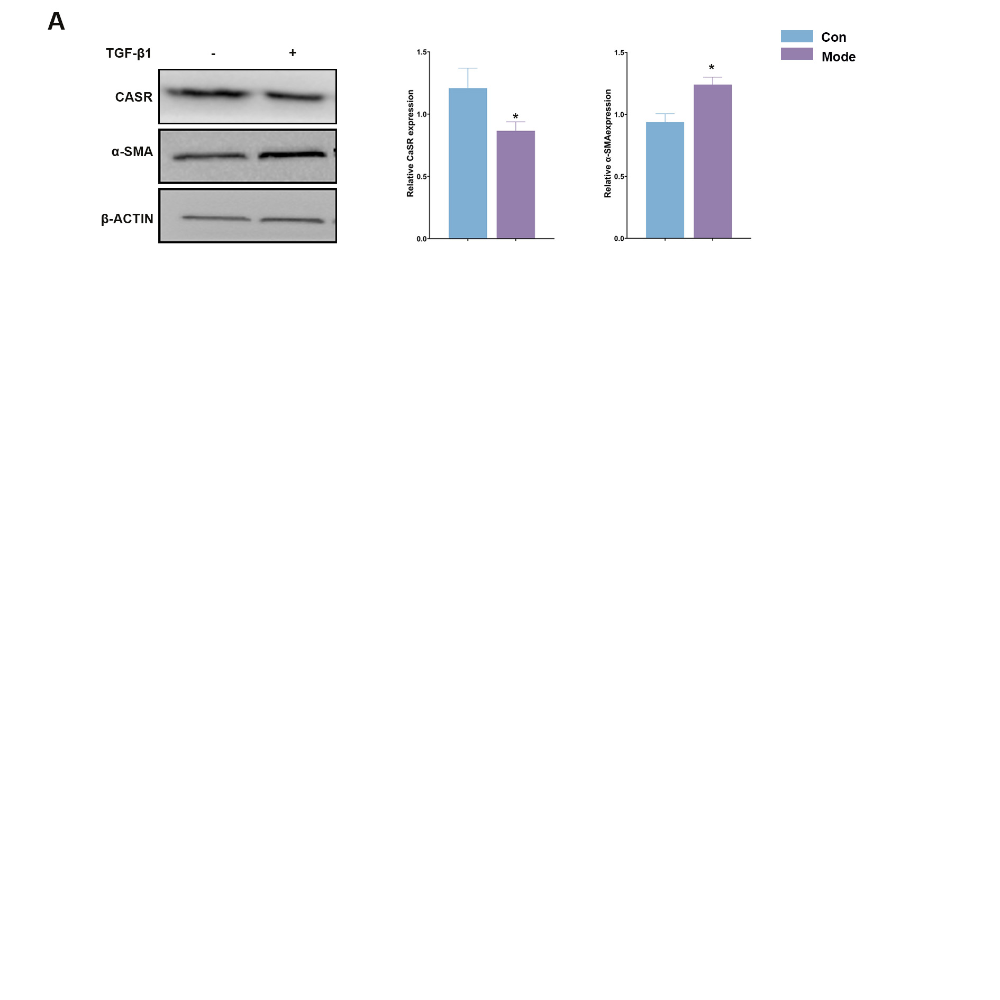 A
TGF-β1 - +
CASR
α-SMA
β-ACTIN
Relative CaSR expression
1.5
1.0
0.5
0.0
*
Relative α-SMAexpression
1.5
1.0
0.5
0.0
*
Con
Mode